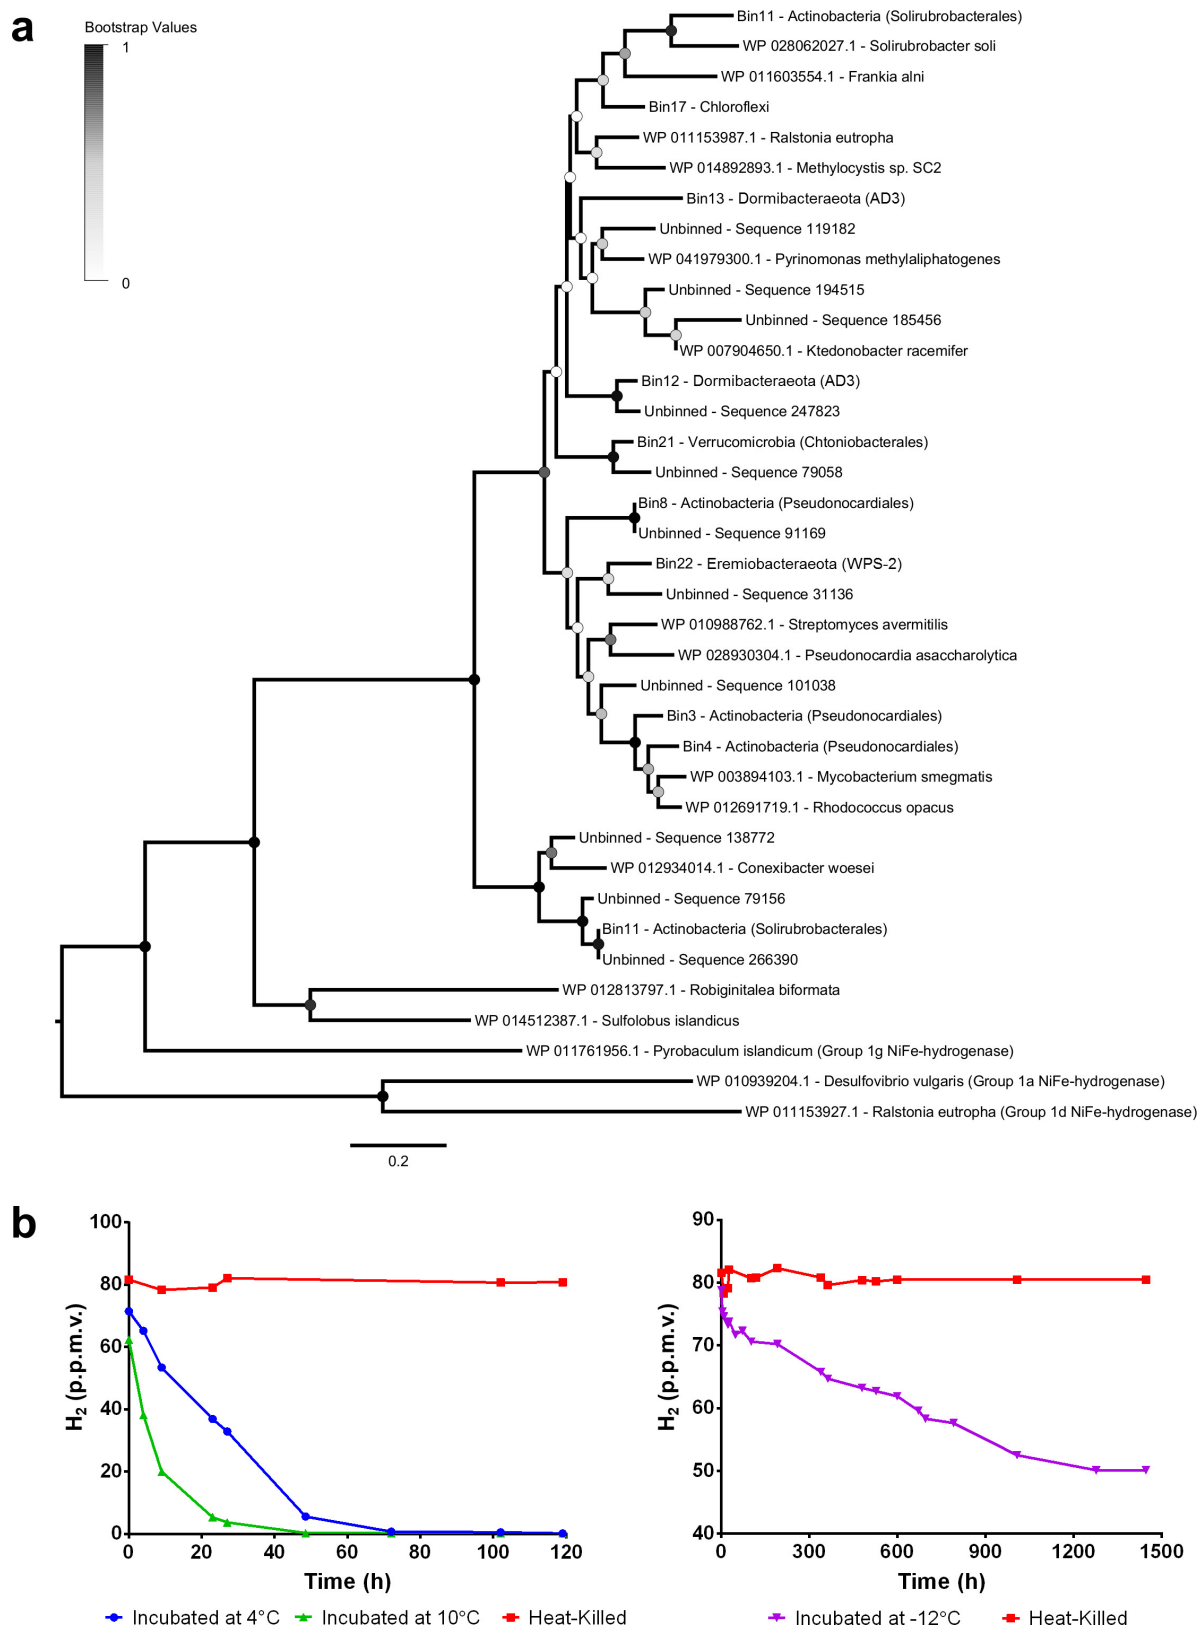 a
Bootstrap Values
1
0
Bin11 - Actinobacteria (Solirubrobacterales)
WP 028062027.1 - Solirubrobacter soli
WP 011603554.1 - Frankia alni
Bin17 - Chloroflexi
WP 011153987.1 - Ralstonia eutropha
WP 014892893.1 - Methylocystis sp. SC2
Bin13 - Dormibacteraeota (AD3)
Unbinned - Sequence 119182
WP 041979300.1 - Pyrinomonas methylaliphatogenes
Unbinned - Sequence 194515
Unbinned - Sequence 185456
WP 007904650.1 - Ktedonobacter racemifer
Bin12 - Dormibacteraeota (AD3)
Unbinned - Sequence 247823
Bin21 - Verrucomicrobia (Chtoniobacterales)
Unbinned - Sequence 79058
Bin8 - Actinobacteria (Pseudonocardiales)
Unbinned - Sequence 91169
Bin22 - Eremiobacteraeota (WPS-2)
Unbinned - Sequence 31136
WP 010988762.1 - Streptomyces avermitilis
WP 028930304.1 - Pseudonocardia asaccharolytica
Unbinned - Sequence 101038
Bin3 - Actinobacteria (Pseudonocardiales)
Bin4 - Actinobacteria (Pseudonocardiales)
WP 003894103.1 - Mycobacterium smegmatis
WP 012691719.1 - Rhodococcus opacus
Unbinned - Sequence 138772
WP 012934014.1 - Conexibacter woesei
Unbinned - Sequence 79156
Bin11 - Actinobacteria (Solirubrobacterales)
Unbinned - Sequence 266390
WP 012813797.1 - Robiginitalea biformata
WP 014512387.1 - Sulfolobus islandicus
WP 011761956.1 - Pyrobaculum islandicum (Group 1g NiFe-hydrogenase)
WP 010939204.1 - Desulfovibrio vulgaris (Group 1a NiFe-hydrogenase)
WP 011153927.1 - Ralstonia eutropha (Group 1d NiFe-hydrogenase)
0.2
b
100
80
60
40
20
0
H2 (p.p.m.v.)
0 20 40 60 80 100 120
Time (h)
Incubated at 4°C Incubated at 10°C Heat-Killed
90
80
70
60
50
40
H2 (p.p.m.v.)
0 300 600 900 1200 1500
Time (h)
Incubated at -12°C Heat-Killed